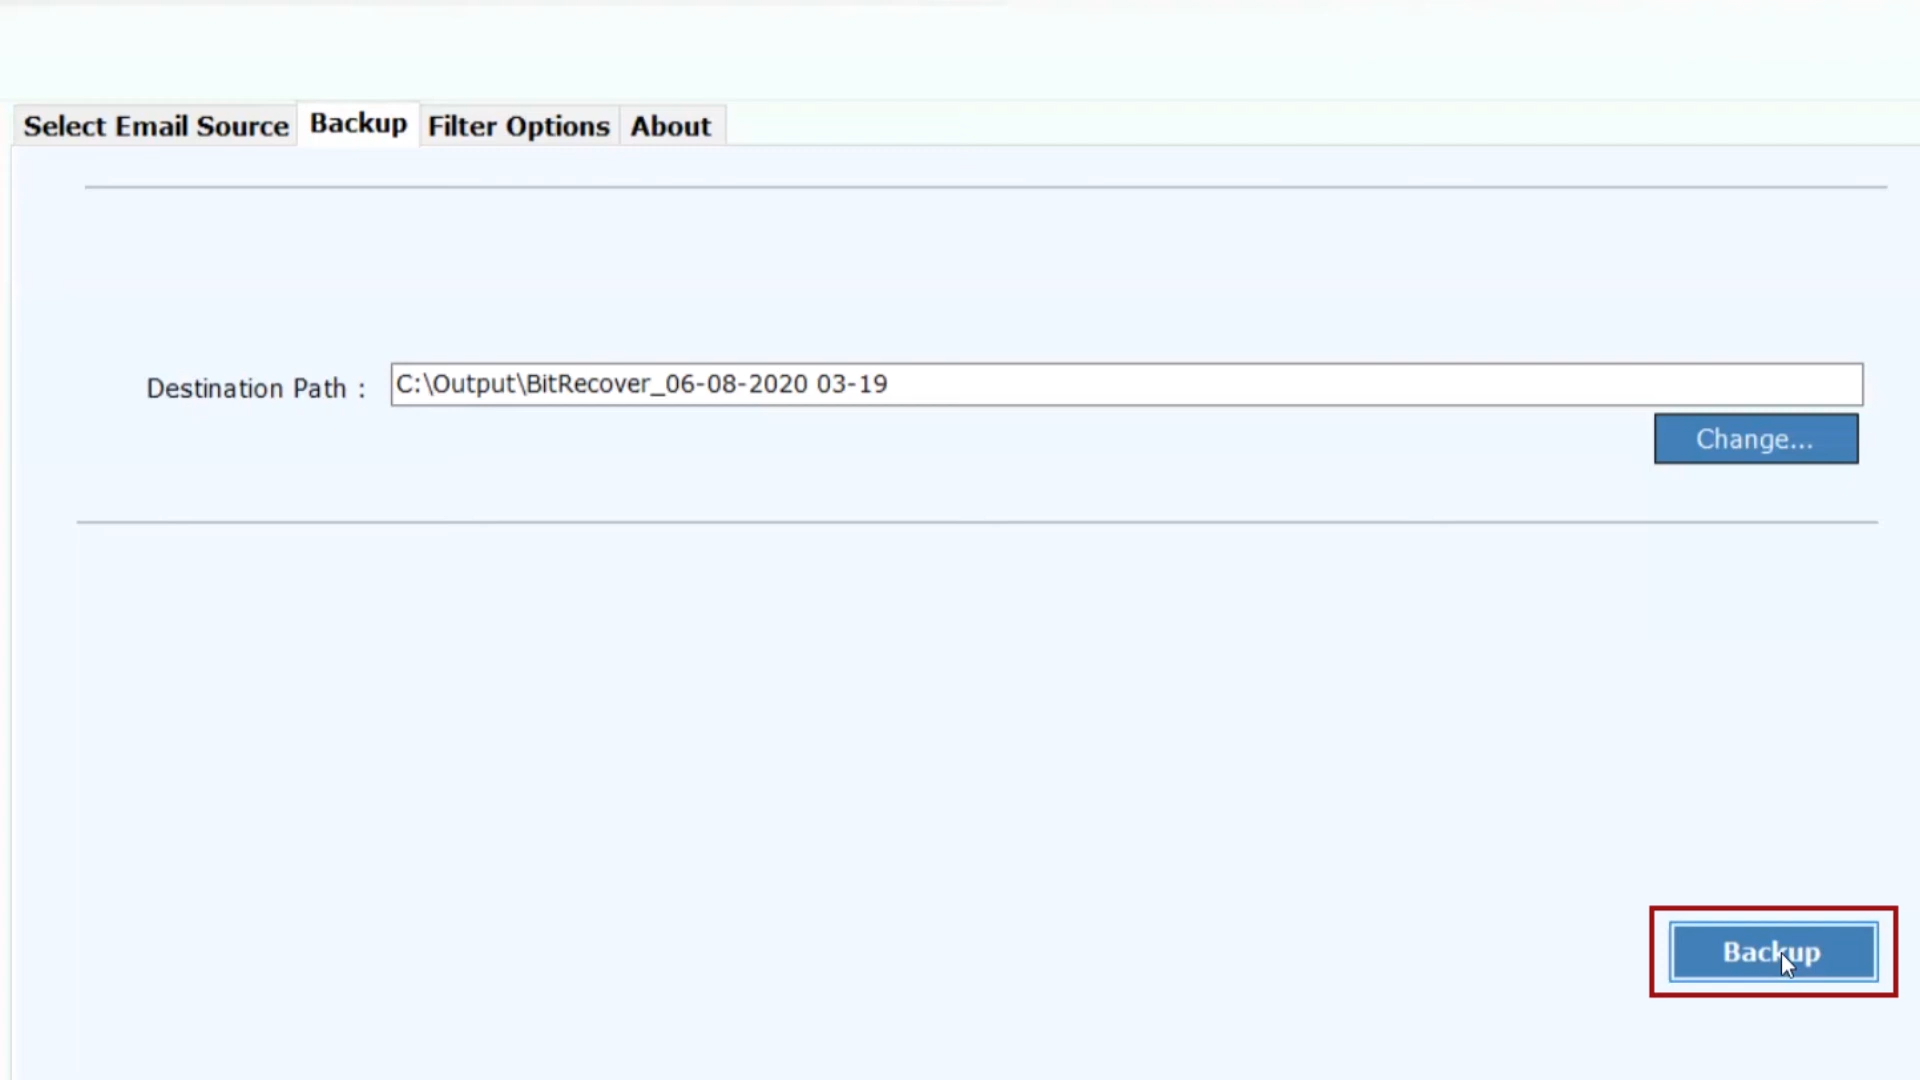 Select Email Source Backup Filter Options About
Destination Path : C:\Output\BitRecover_06-08-2020 03-19
Change...
Backup